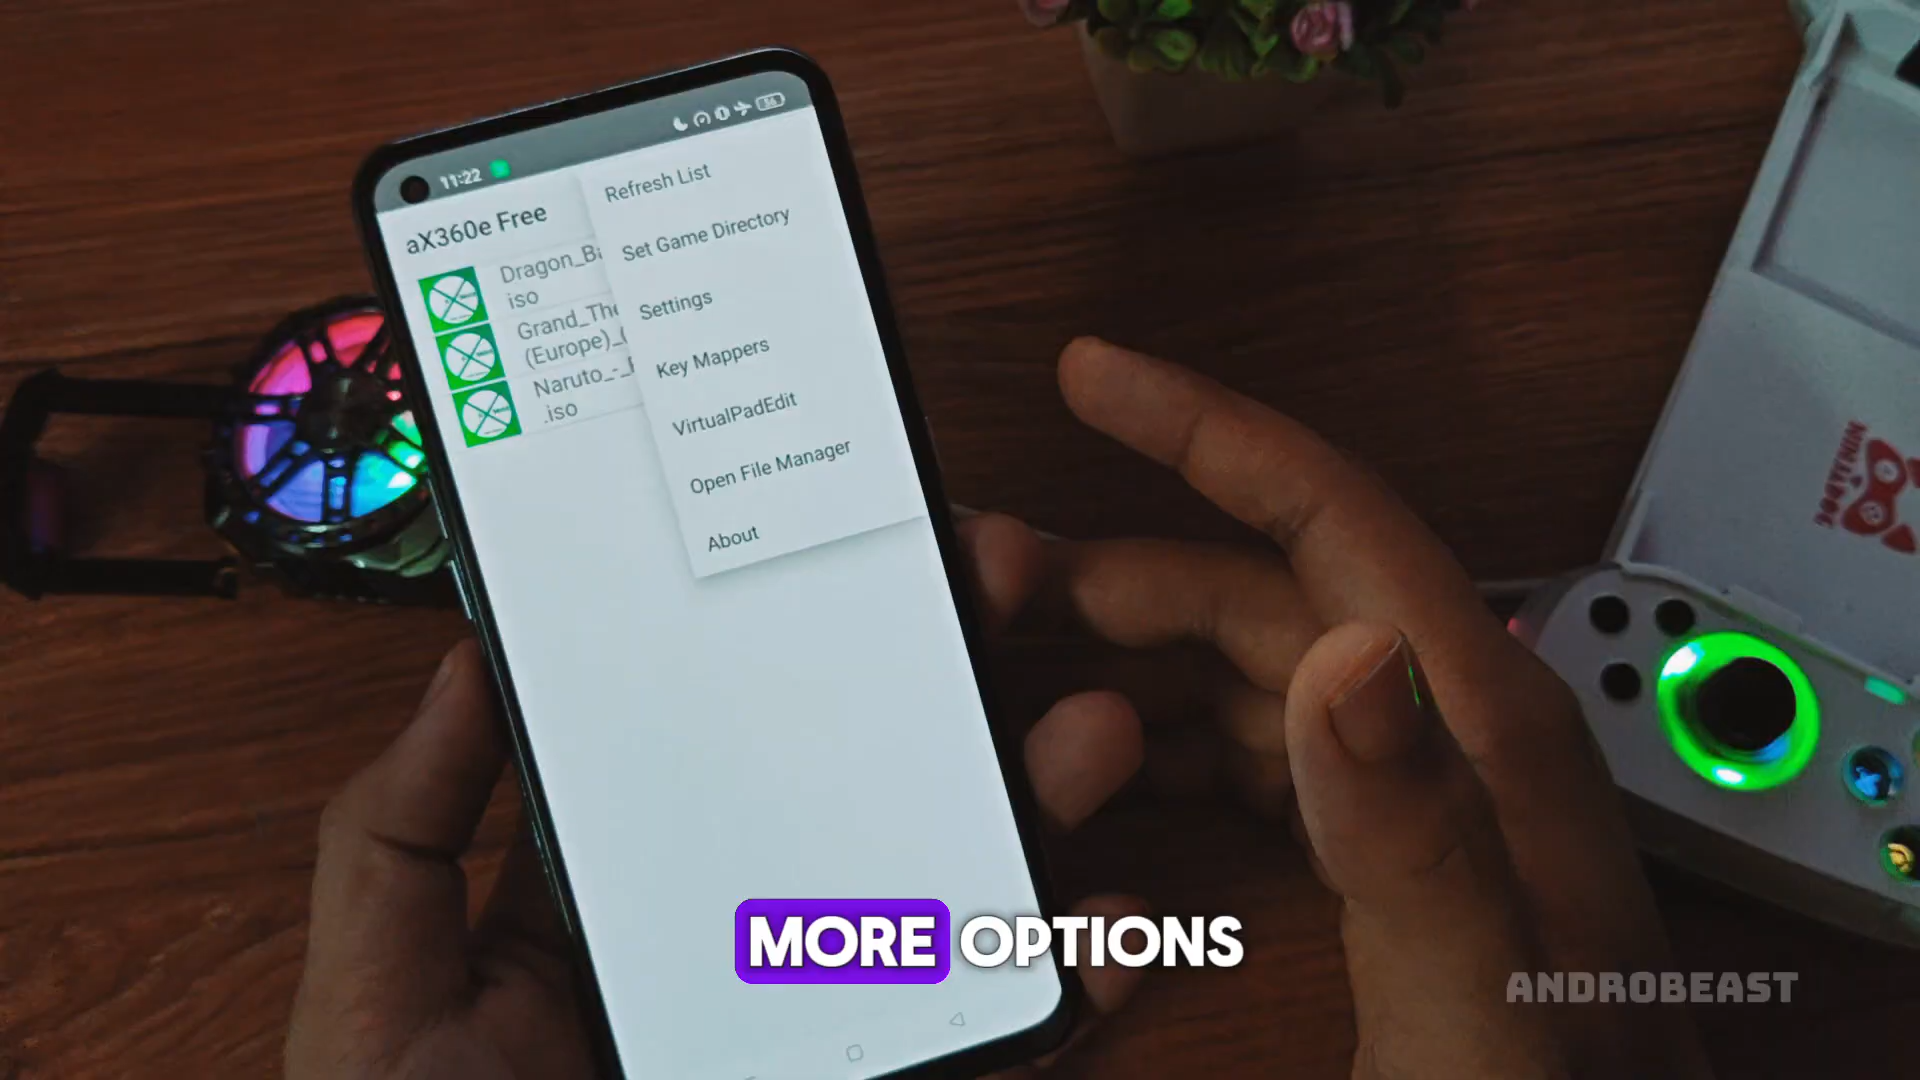 11:22
56
aX360e Free
Dragon_Ba
.iso
Grand_The
(Europe)_(
Naruto_-_
.iso
Refresh List
Set Game Directory
Settings
Key Mappers
VirtualPadEdit
Open File Manager
About
MORE OPTIONS
ANDROBEAST